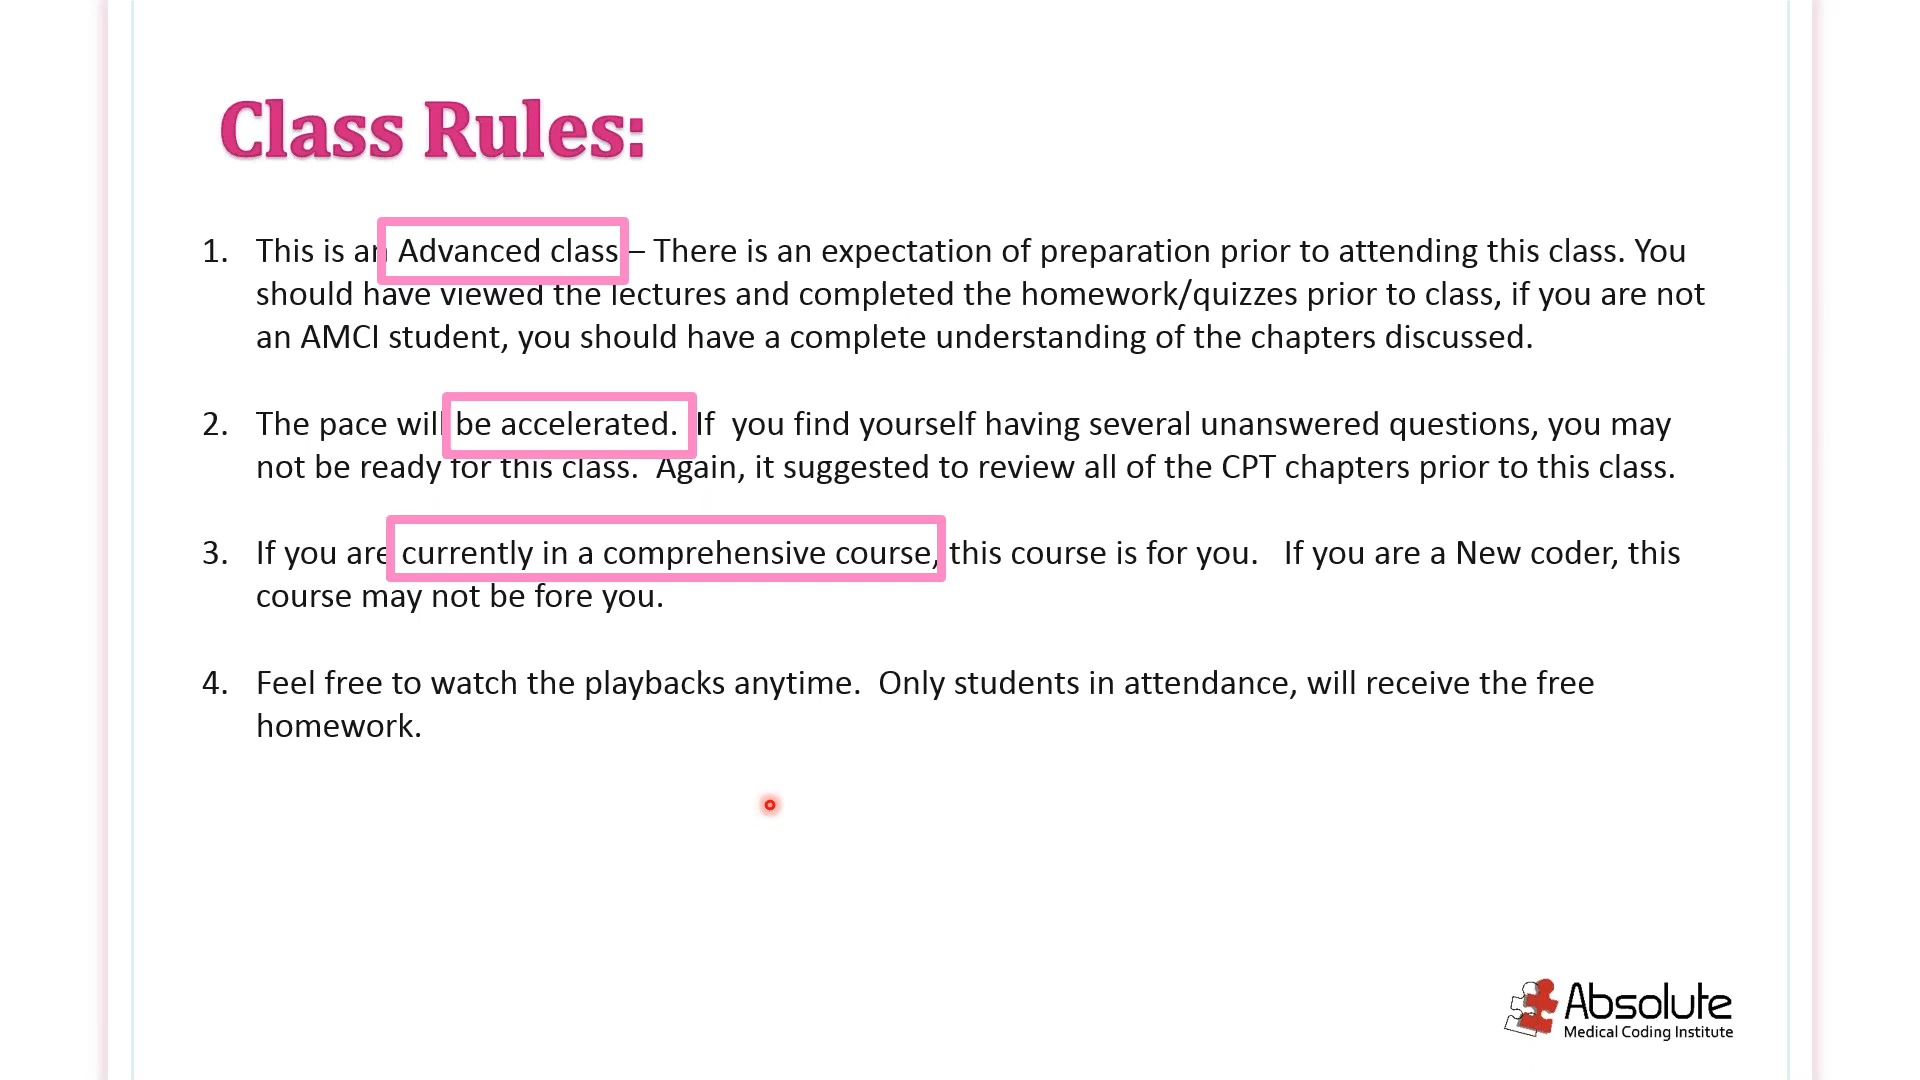 Class Rules:
1. This is an Advanced class – There is an expectation of preparation prior to attending this class. You
should have viewed the lectures and completed the homework/quizzes prior to class, if you are not
an AMCI student, you should have a complete understanding of the chapters discussed.
2. The pace will be accelerated. If  you find yourself having several unanswered questions, you may
not be ready for this class.  Again, it suggested to review all of the CPT chapters prior to this class.
3. If you are currently in a comprehensive course, this course is for you.   If you are a New coder, this
course may not be fore you.
4. Feel free to watch the playbacks anytime.  Only students in attendance, will receive the free
homework.
Absolute
Medical Coding Institute